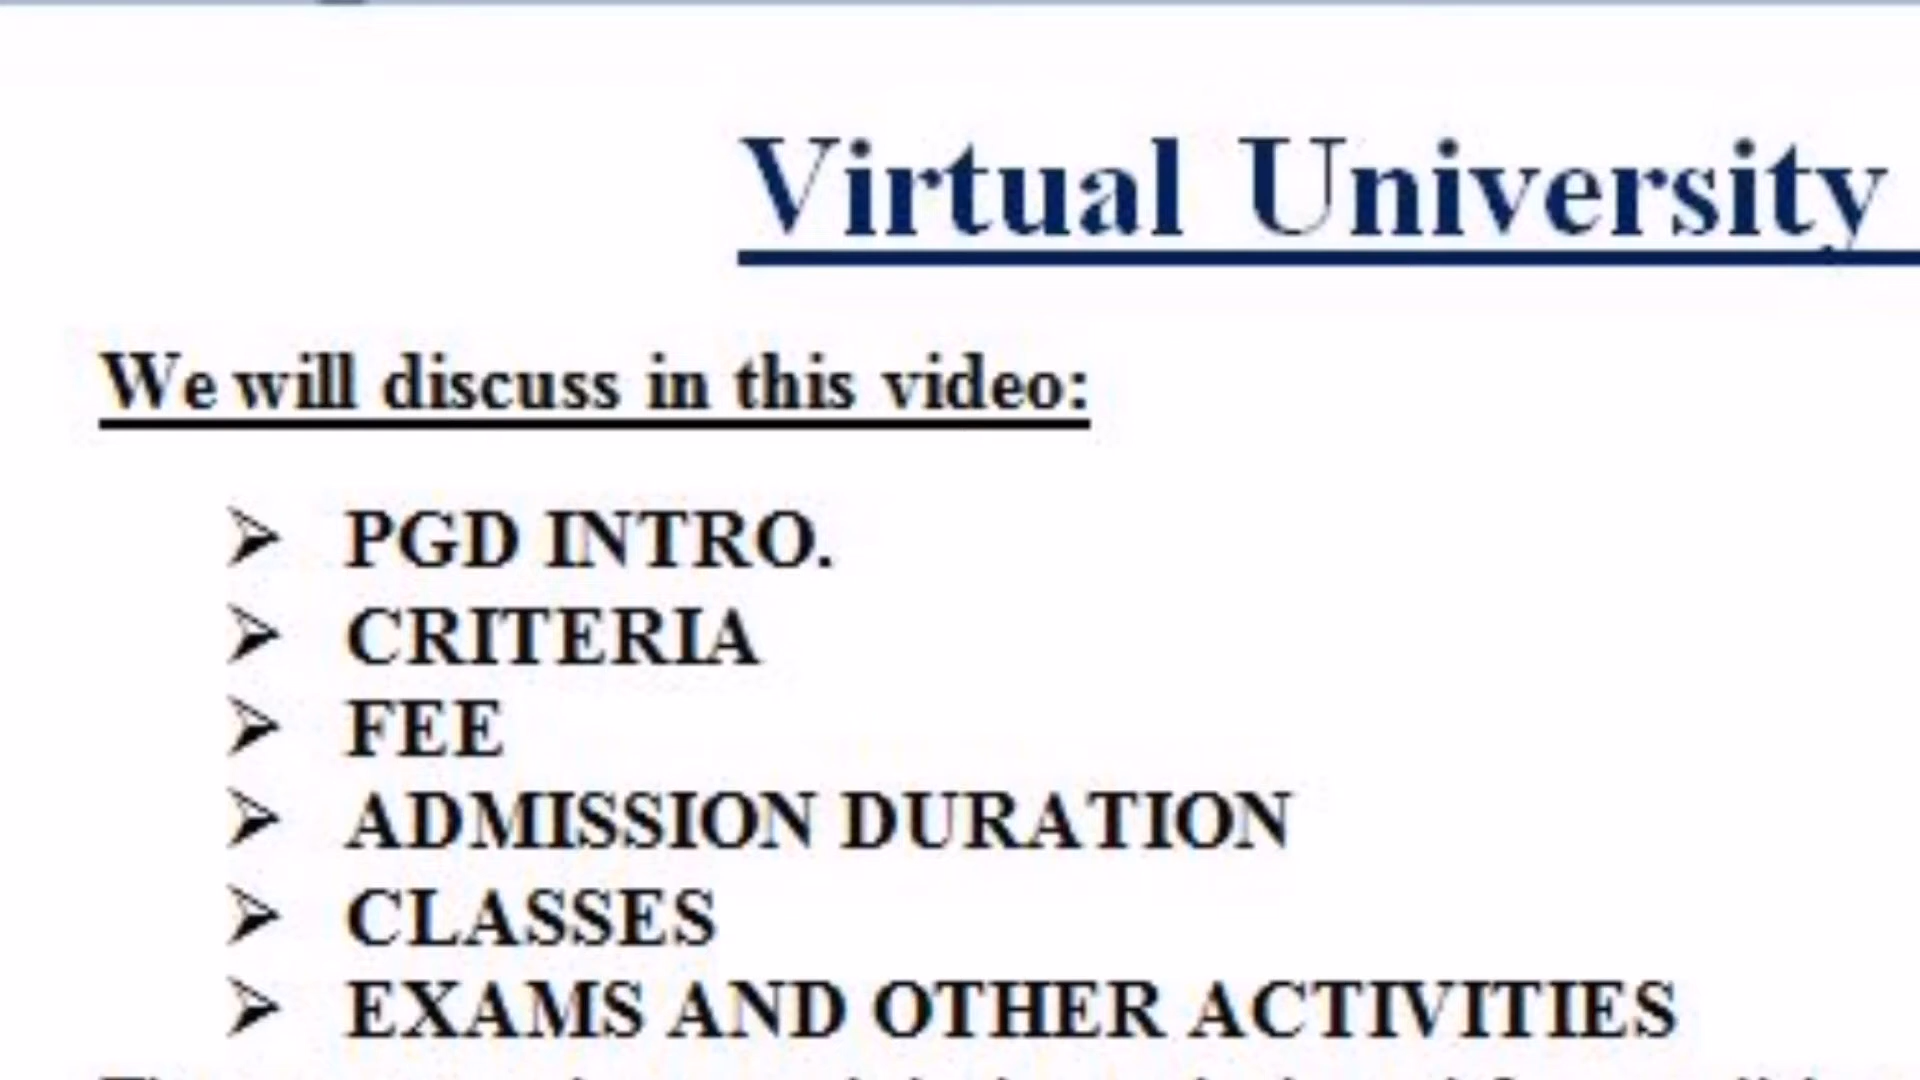 Virtual University
We will discuss in this video:
➢ PGD INTRO.
➢ CRITERIA
➢ FEE
➢ ADMISSION DURATION
➢ CLASSES
➢ EXAMS AND OTHER ACTIVITIES